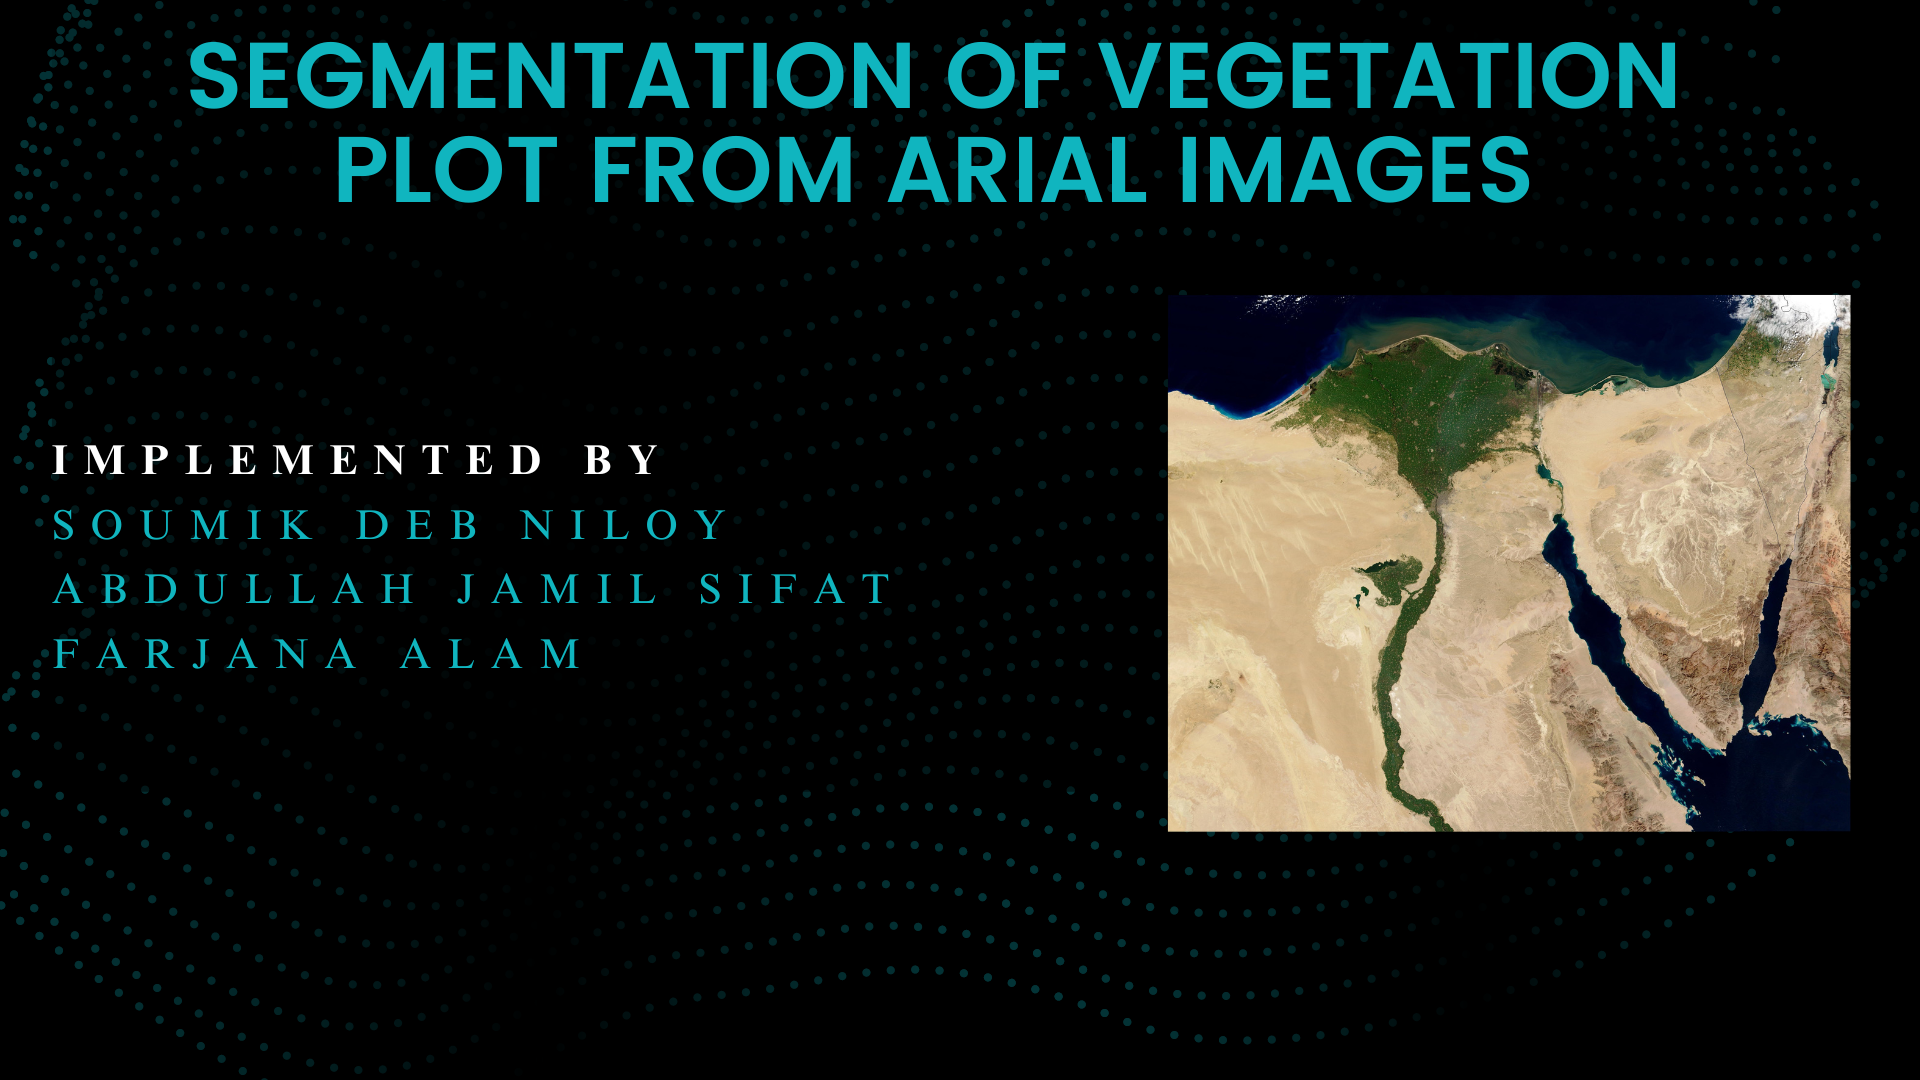 SEGMENTATION OF VEGETATION
PLOT FROM ARIAL IMAGES
IMPLEMENTED BY
SOUMIK DEB NILOY
ABDULLAH JAMIL SIFAT
FARJANA ALAM